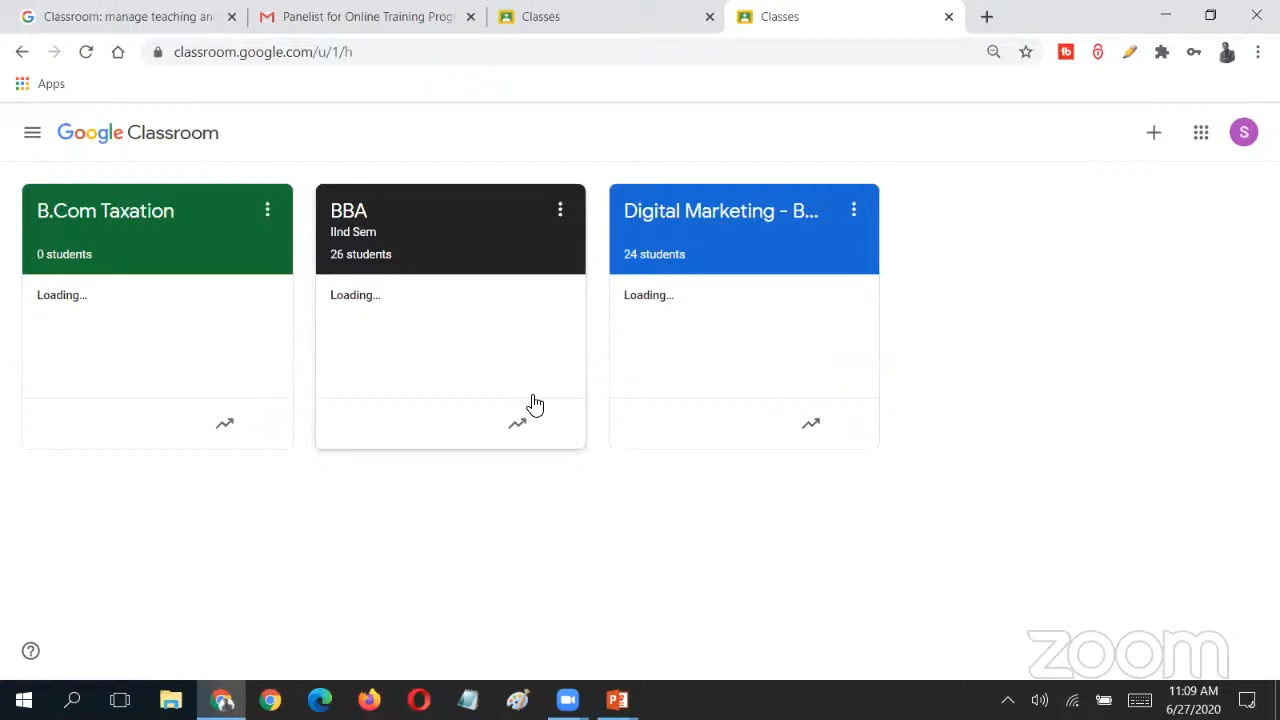 Classroom: manage teaching an
Panelist for Online Training Prog
Classes
Classes
classroom.google.com/u/1/h
Apps
Google Classroom
S
B.Com Taxation
0 students
Loading...
BBA
IInd Sem
26 students
Loading...
Digital Marketing - B...
24 students
Loading...
zoom
11:09 AM
6/27/2020